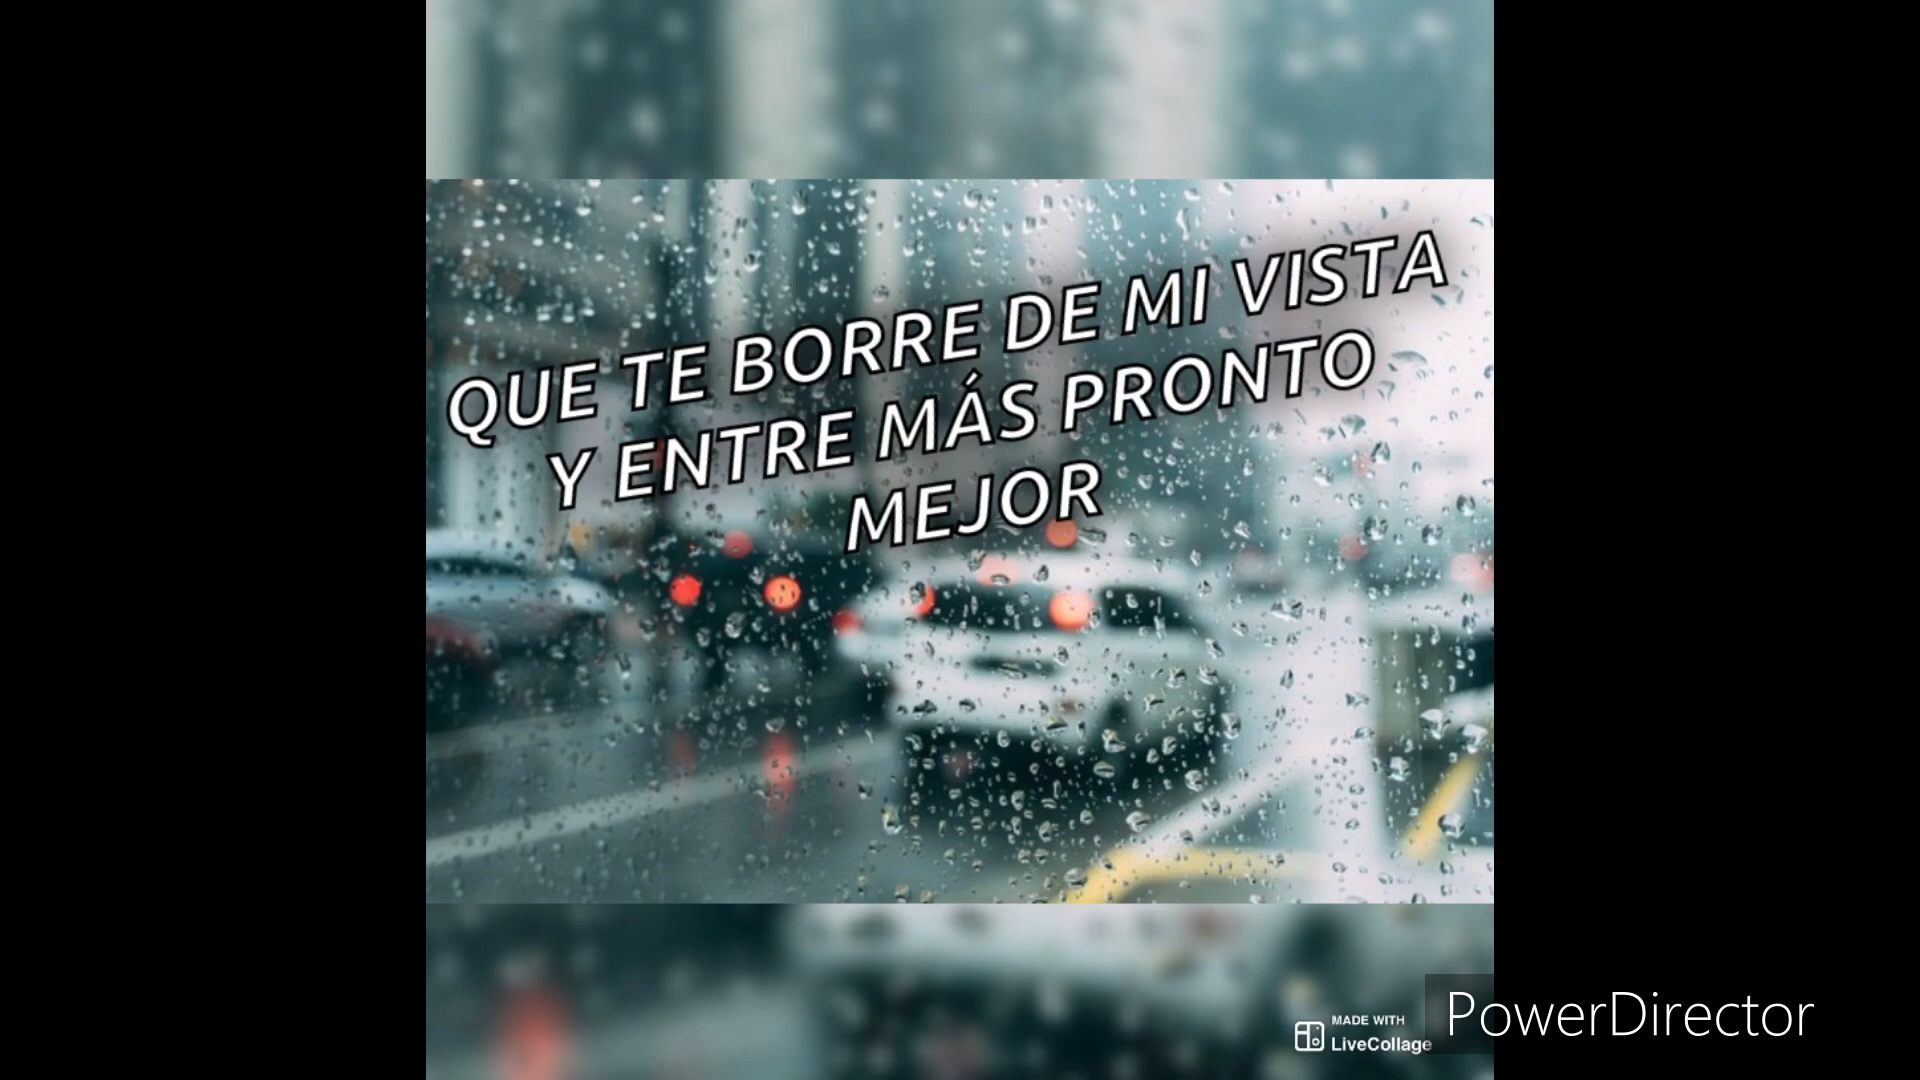 QUE TE BORRE DE MI VISTA
Y ENTRE MÁS PRONTO
MEJOR
MADE WITH
LiveCollage
PowerDirector